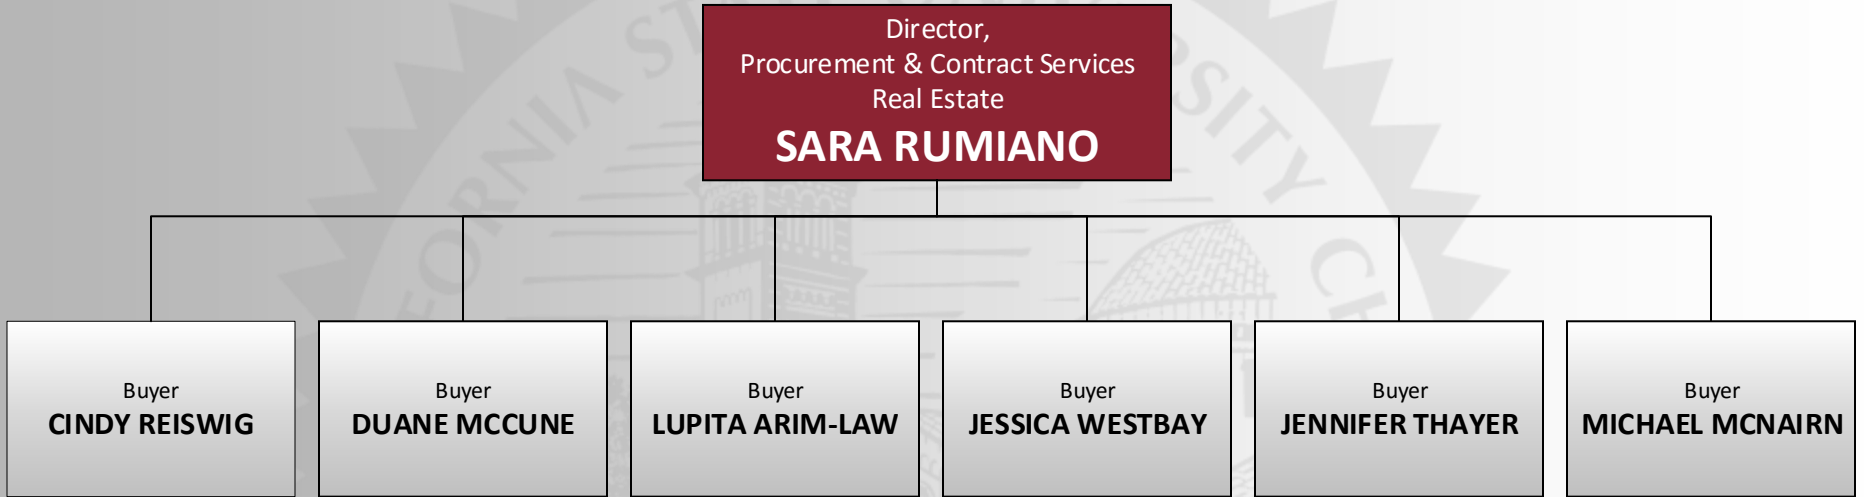 Director,
Procurement & Contract Services
Real Estate
SARA RUMIANO
Buyer
CINDY REISWIG
Buyer
DUANE MCCUNE
Buyer
LUPITA ARIM-LAW
Buyer
JESSICA WESTBAY
Buyer
JENNIFER THAYER
Buyer
MICHAEL MCNAIRN